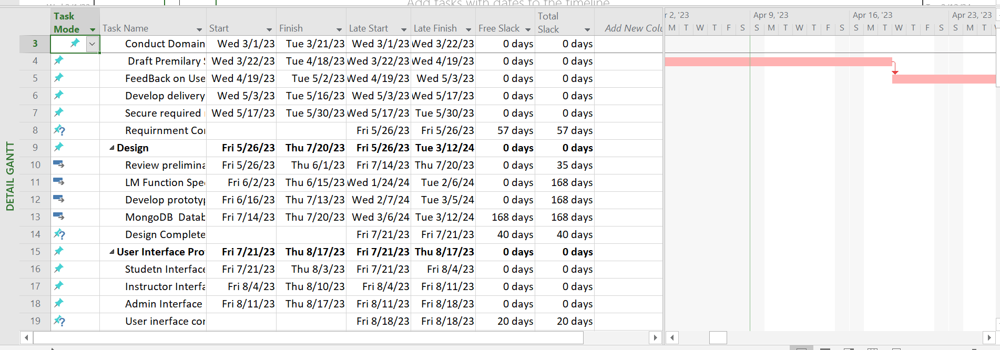 Add tasks with dates to the timeline
Task Mode Task Name Start Finish Late Start Late Finish Free Slack Total Slack Add New Colu r 2, '23 Apr 9, '23 Apr 16, '23 Apr 23, '23
M T W T F S S M T W T F S S M T W T F S S M T
3 Conduct Domain Wed 3/1/23 Tue 3/21/23 Wed 3/1/23 Wed 3/22/23 0 days 0 days
4 Draft Premilary Wed 3/22/23 Tue 4/18/23 Wed 3/22/23 Wed 4/19/23 0 days 0 days
5 FeedBack on Use Wed 4/19/23 Tue 5/2/23 Wed 4/19/23 Wed 5/3/23 0 days 0 days
6 Develop delivery Wed 5/3/23 Tue 5/16/23 Wed 5/3/23 Wed 5/17/23 0 days 0 days
7 Secure required Wed 5/17/23 Tue 5/30/23 Wed 5/17/23 Tue 5/30/23 0 days 0 days
8 Requirnment Co Fri 5/26/23 Fri 5/26/23 57 days 57 days
9 Design Fri 5/26/23 Thu 7/20/23 Fri 5/26/23 Tue 3/12/24 0 days 0 days
10 Review prelimina Fri 5/26/23 Thu 6/1/23 Fri 7/14/23 Thu 7/20/23 0 days 35 days
11 LM Function Spe Fri 6/2/23 Thu 6/15/23 Wed 1/24/24 Tue 2/6/24 0 days 168 days
12 Develop prototy Fri 6/16/23 Thu 7/13/23 Wed 2/7/24 Tue 3/5/24 0 days 168 days
13 MongoDB Datab Fri 7/14/23 Thu 7/20/23 Wed 3/6/24 Tue 3/12/24 168 days 168 days
14 Design Complete Fri 7/21/23 Fri 7/21/23 40 days 40 days
15 User Interface Pro Fri 7/21/23 Thu 8/17/23 Fri 7/21/23 Thu 8/17/23 0 days 0 days
16 Studetn Interface Fri 7/21/23 Thu 8/3/23 Fri 7/21/23 Fri 8/4/23 0 days 0 days
17 Instructor Interfa Fri 8/4/23 Thu 8/10/23 Fri 8/4/23 Fri 8/11/23 0 days 0 days
18 Admin Interface Fri 8/11/23 Thu 8/17/23 Fri 8/11/23 Fri 8/18/23 0 days 0 days
19 User inerface co Fri 8/18/23 Fri 8/18/23 20 days 20 days
DETAIL GANTT